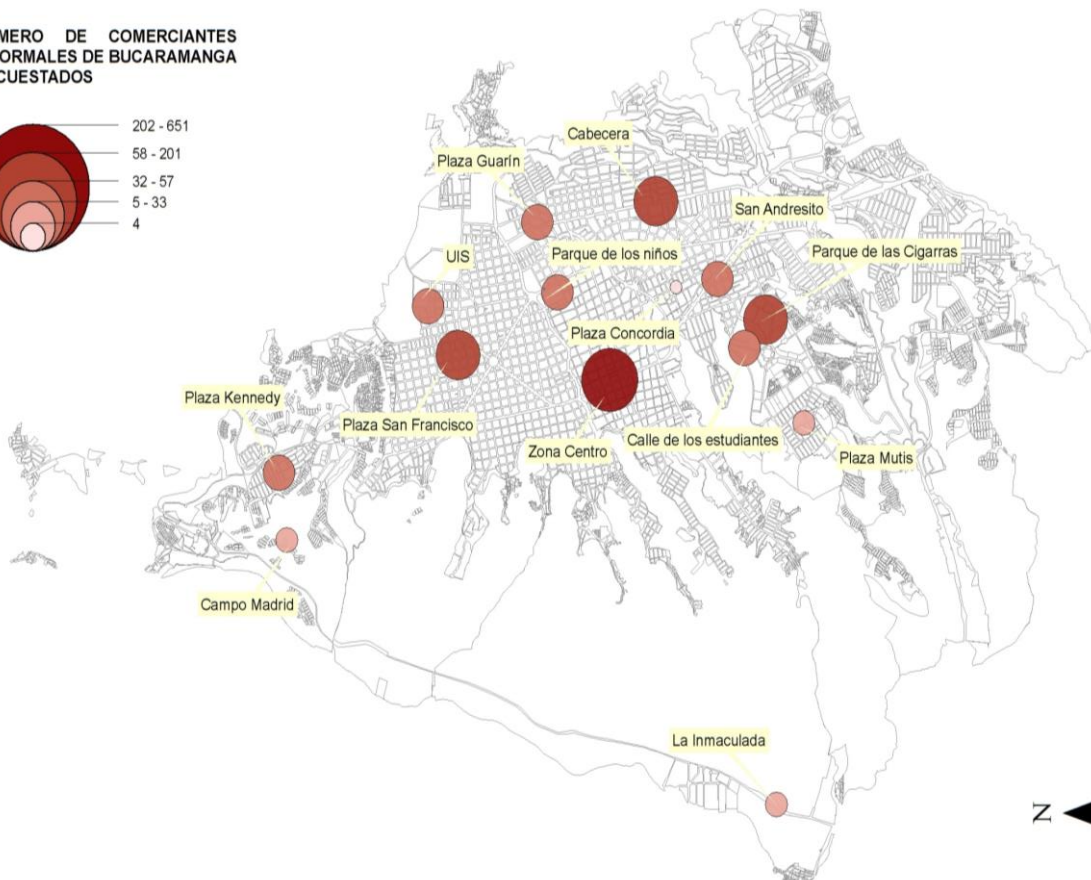 MERO DE COMERCIANTES
ORMALES DE BUCARAMANGA
CUESTADOS
202 - 651
58 - 201
32 - 57
5 - 33
4
Cabecera
Plaza Guarín
San Andresito
UIS
Parque de los niños
Parque de las Cigarras
Plaza Concordia
Plaza Kennedy
Plaza San Francisco
Zona Centro
Calle de los estudiantes
Plaza Mutis
Campo Madrid
La Inmaculada
N